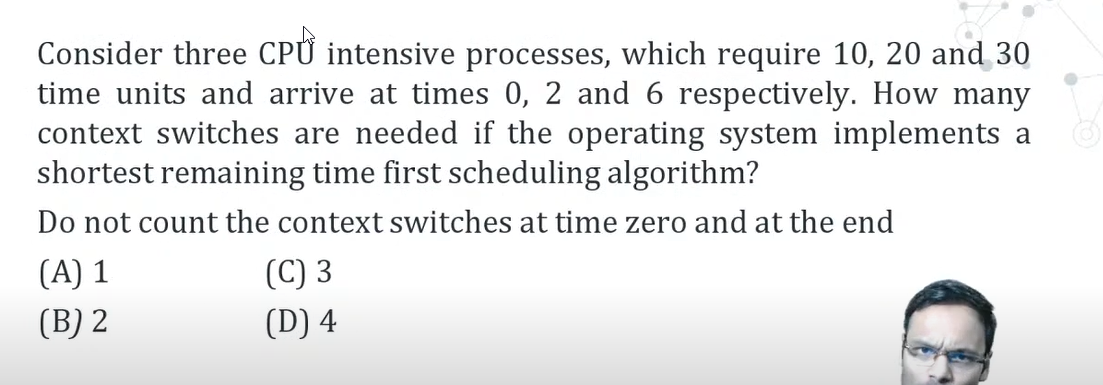 Consider three CPU intensive processes, which require 10, 20 and 30
time units and arrive at times 0, 2 and 6 respectively. How many
context switches are needed if the operating system implements a
shortest remaining time first scheduling algorithm?
Do not count the context switches at time zero and at the end
(A) 1 (C) 3
(B) 2 (D) 4